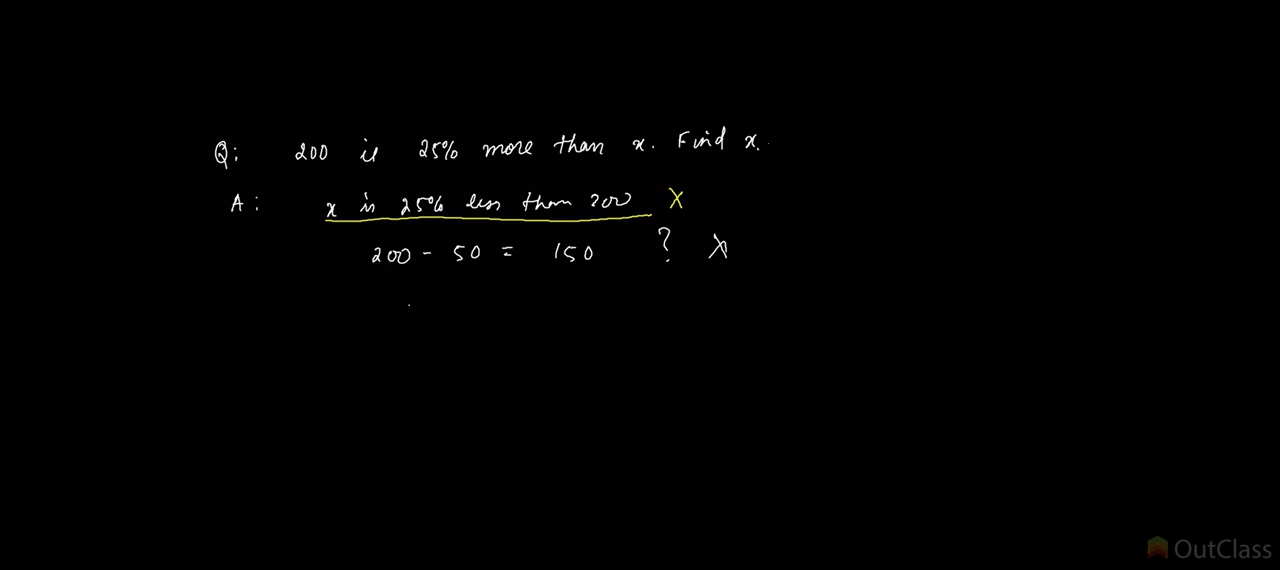 Q: 200 is 25% more than x. Find x.
A: x is 25% less than 200 X
200 - 50 = 150 ? X
OutClass